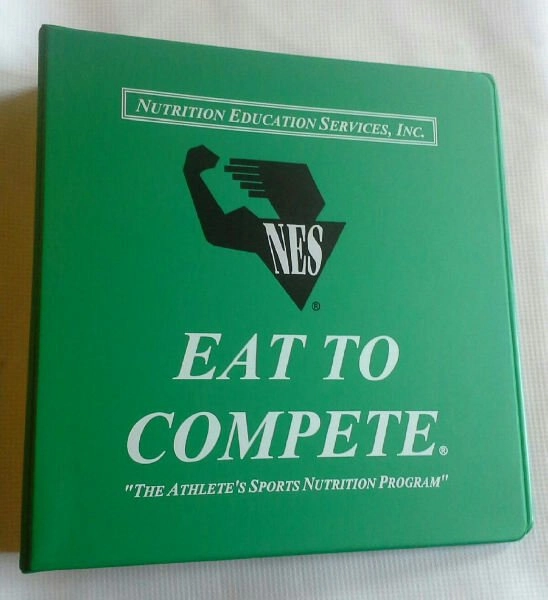 NUTRITION EDUCATION SERVICES, INC.
NES
®
EAT TO
COMPETE®
"THE ATHLETE'S SPORTS NUTRITION PROGRAM"